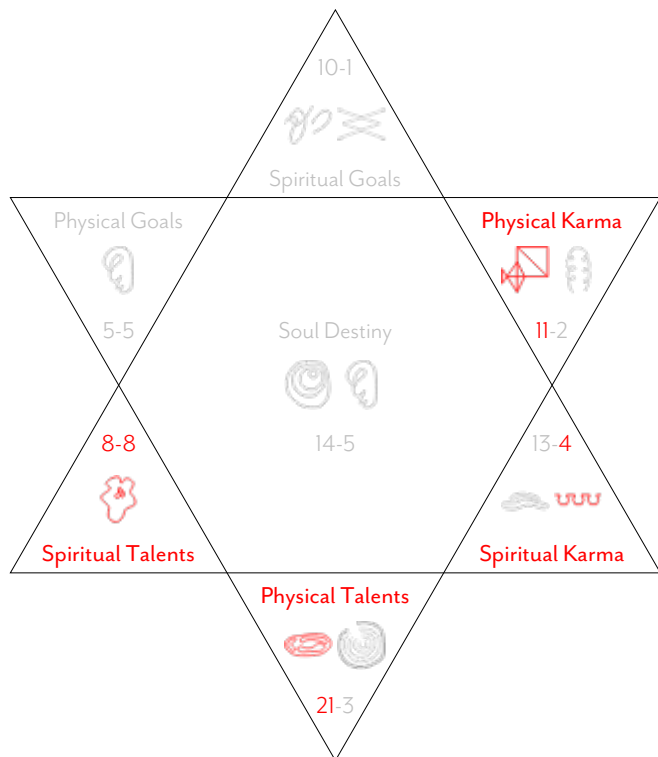 10-1
Spiritual Goals
Physical Goals
5-5
Physical Karma
11-2
Soul Destiny
14-5
8-8
Spiritual Talents
13-4
Spiritual Karma
Physical Talents
21-3